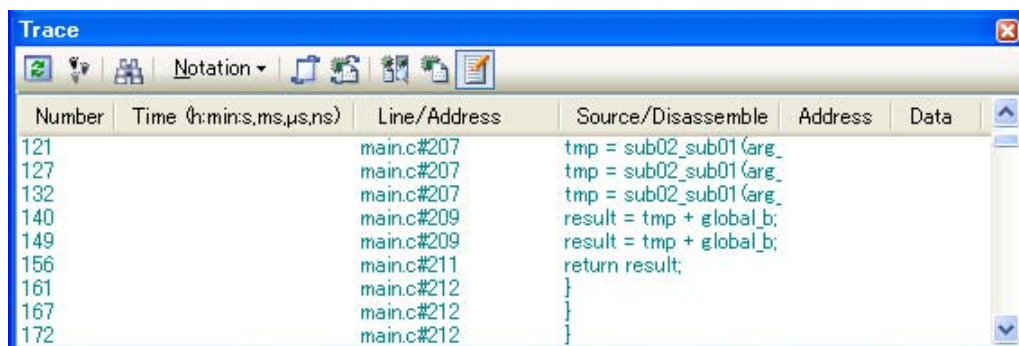 Trace
Notation
Number Time (h:min:s,ms,µs,ns) Line/Address Source/Disassemble Address Data
121 main.c#207 tmp = sub02_sub01(arg_
127 main.c#207 tmp = sub02_sub01(arg_
132 main.c#207 tmp = sub02_sub01(arg_
140 main.c#209 result = tmp + global_b;
149 main.c#209 result = tmp + global_b;
156 main.c#211 return result;
161 main.c#212 }
167 main.c#212 }
172 main.c#212 }